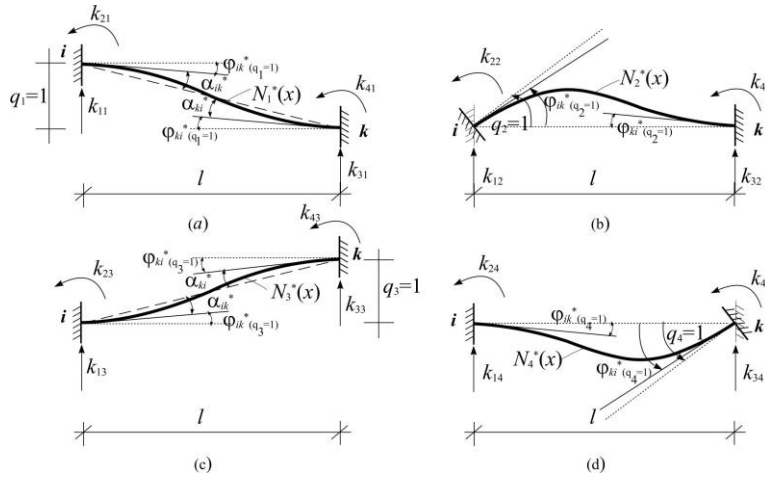 k21
i
φik*(q1=1)
αik*
q1=1
N1*(x)
k41
αki*
k11
φki*(q1=1)
k
k31
l
(a)
k22
N2*(x)
k4
φik*(q2=1)
i
q2=1
φki*(q2=1)
k
k12
k32
l
(b)
k43
k23
φki*(q3=1)
k
αki*
N3*(x)
q3=1
i
αik*
k33
φik*(q3=1)
k13
l
(c)
k24
k4
φik*(q4=1)
i
q4=1
k
N4*(x)
φki*(q4=1)
k14
k34
l
(d)